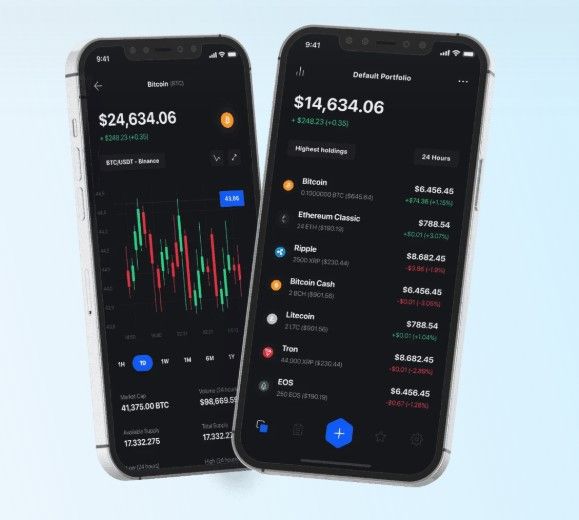 9:41
Bitcoin (BTC)
$24,634.06
+ $248.23 (+0.35)
BTC/USDT - Binance
43,86
1H 1D 1W 1M 6M 1Y
Market Cap
41,375.00 BTC
Volume (24 hours)
$98,669.59
Available Supply
17.332.275
Total Supply
17.332.27
Low (24 hours)
High (24 hours)
9:41
Default Portfolio
$14,634.06
+ $248.23 (+0.35)
Highest holdings
24 Hours
Bitcoin
$6.456.45
0.1900000 BTC ($645.64)
+$74.36 (+1.15%)
Ethereum Classic
$788.54
24 ETH ($190.19)
+$0.01 (+3.07%)
Ripple
$8.682.45
2500 XRP ($230.44)
-$3.86 (-1.9%)
Bitcoin Cash
$6.456.45
2 BCH ($901.56)
-$0.01 (-3.05%)
Litecoin
$788.54
2 LTC ($901.56)
+$0.01 (+1.04%)
Tron
$8.682.45
44.000 XRP ($230.44)
-$0.01 (-2.89%)
EOS
$6.456.45
250 EOS ($190.19)
-$0.67 (-1.28%)